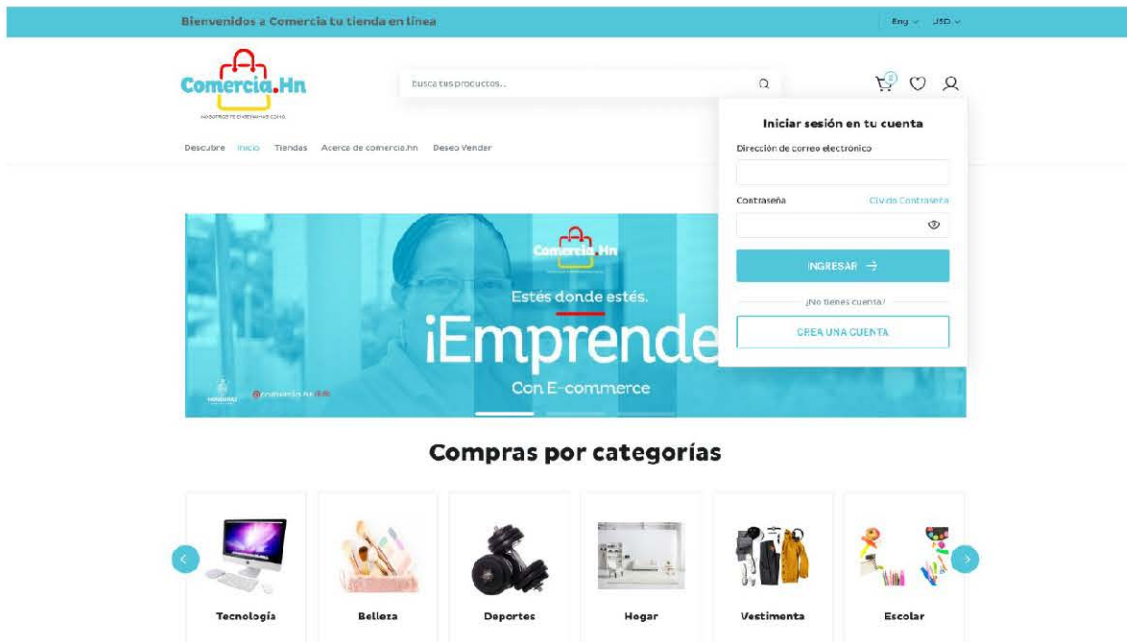 Bienvenidos a Comercia tu tienda en línea
Eng USD
Comercia.Hn
Busca tus productos...
2
Iniciar sesión en tu cuenta
Descubre Inicio Tiendas Acerca de comercia.hn Deseo Vender
Dirección de correo electrónico
Contraseña Olvido Contraseña
INGRESAR
¿No tienes cuenta?
CREA UNA CUENTA
Comercia.Hn
Estés donde estés.
¡Emprende
Con E-commerce
HONDURAS
Compras por categorías
Tecnología Belleza Deportes Hogar Vestimenta Escolar